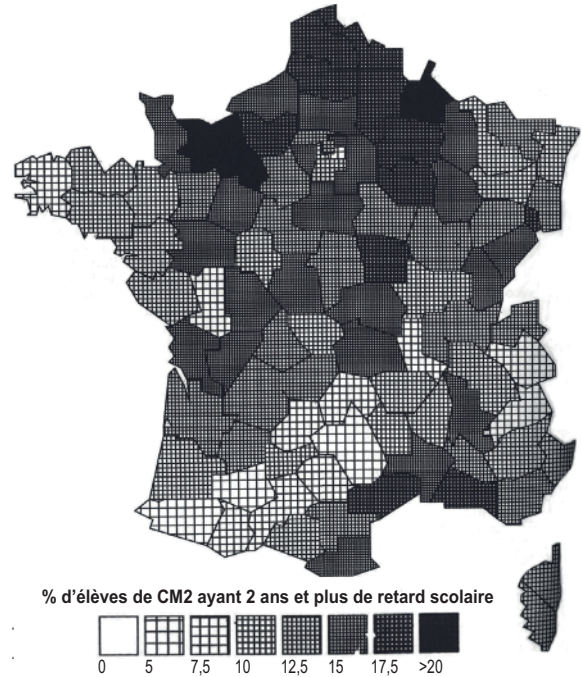 % d’élèves de CM2 ayant 2 ans et plus de retard scolaire
0 5 7,5 10 12,5 15 17,5 >20